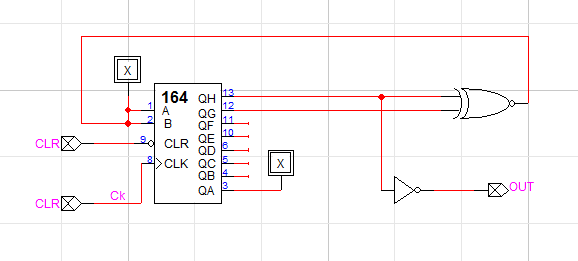 X
164
QH 13
1 A
QG 12
2 B
QF 11
QE 10
CLR 9 CLR
QD 6
X
8 CLK
QC 5
QB 4
QA 3
OUT
CLR Ck